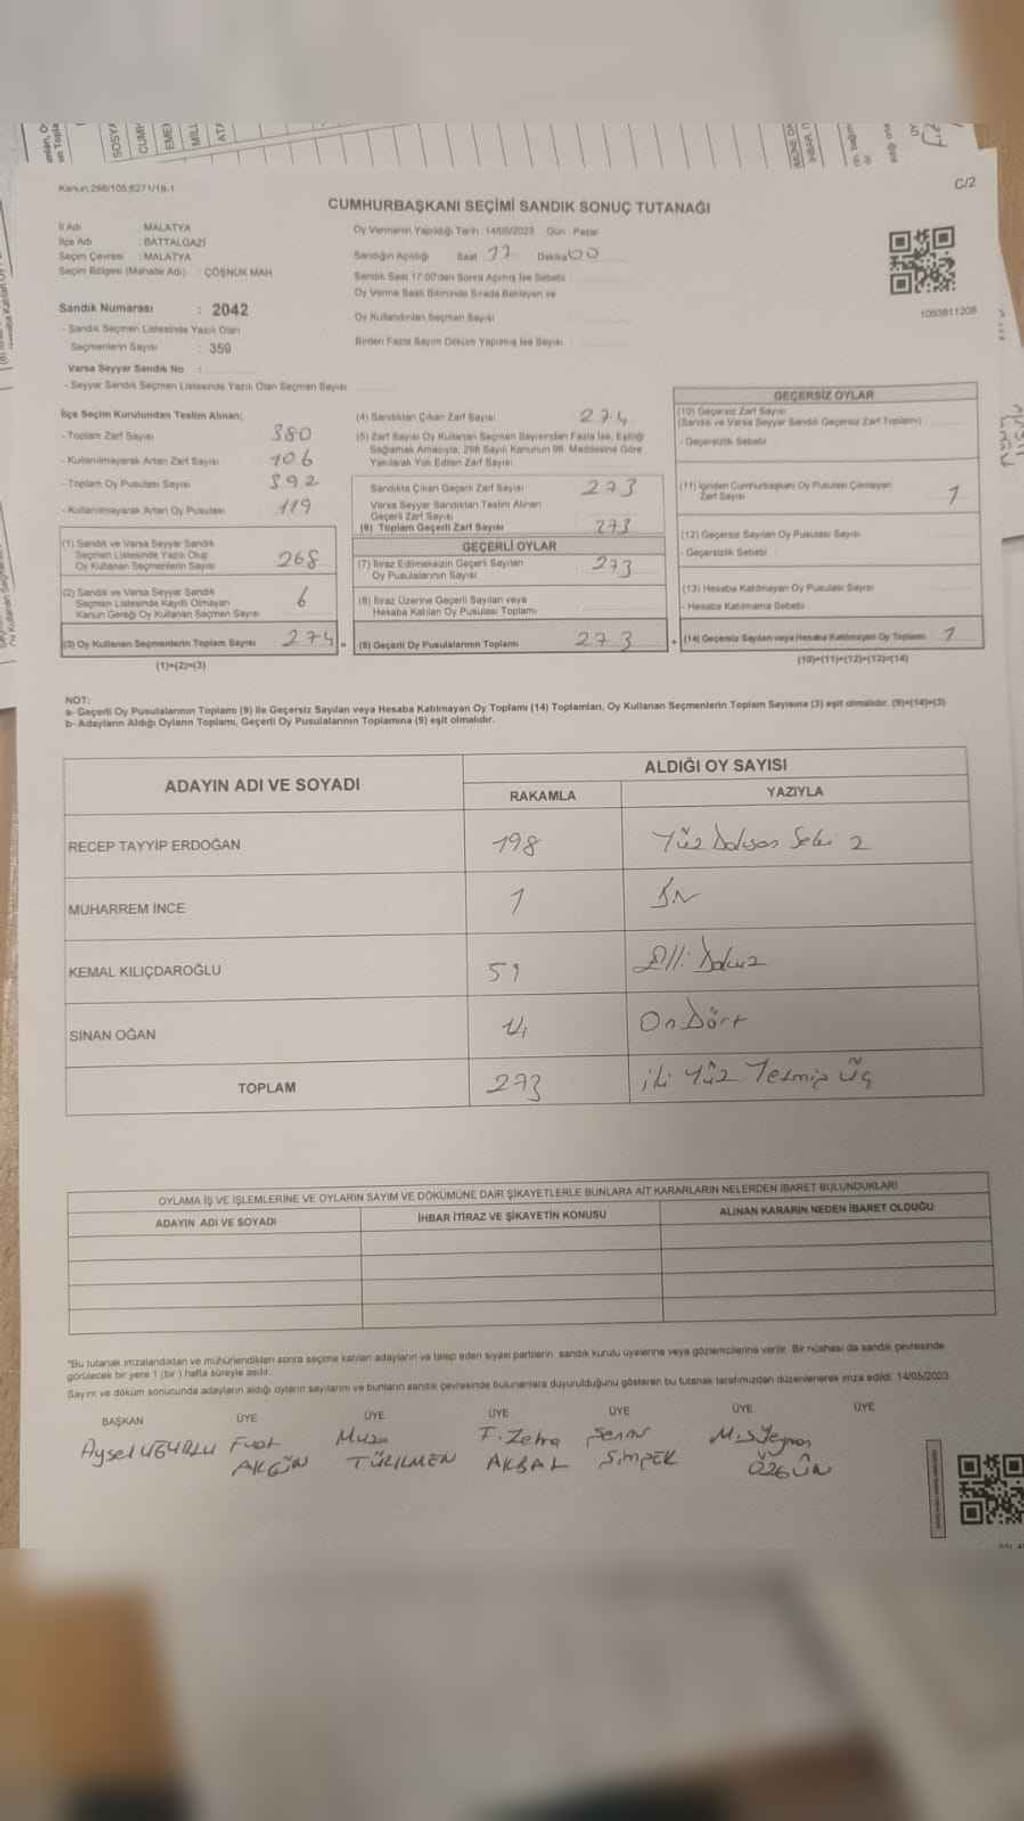 Kanun 298/105,6271/19-1
C/2
CUMHURBAŞKANI SEÇİMİ SANDIK SONUÇ TUTANAĞI
İl Adı : MALATYA
İlçe Adı : BATTALGAZİ
Seçim Çevresi : MALATYA
Seçim Bölgesi (Mahalle Adı) : ÇÖŞNÜK MAH
Oy Vermenin Yapıldığı Tarih : 14/05/2023 Gün : Pazar
Sandığın Açıldığı Saat 17 Dakika 00
Sandık Saat 17.00'den Sonra Açılmış İse Sebebi
Oy Verme Saati Bitiminde Sırada Bekleyen ve
Oy Kullandırılan Seçmen Sayısı
Birden Fazla Sayım Döküm Yapılmış İse Sayısı
1093811208
Sandık Numarası : 2042
- Sandık Seçmen Listesinde Yazılı Olan
Seçmenlerin Sayısı : 359
Varsa Seyyar Sandık No :
- Seyyar Sandık Seçmen Listesinde Yazılı Olan Seçmen Sayısı
İlçe Seçim Kurulundan Teslim Alınan;
- Toplam Zarf Sayısı 380
- Kullanılmayarak Artan Zarf Sayısı 106
- Toplam Oy Pusulası Sayısı 392
- Kullanılmayarak Artan Oy Pusulası 119
(1) Sandık ve Varsa Seyyar Sandık
Seçmen Listesinde Yazılı Olup
Oy Kullanan Seçmenlerin Sayısı 268
(2) Sandık ve Varsa Seyyar Sandık
Seçmen Listesinde Kayıtlı Olmayan
Kanun Gereği Oy Kullanan Seçmen Sayısı 6
(3) Oy Kullanan Seçmenlerin Toplam Sayısı 274
(1)+(2)=(3)
(4) Sandıktan Çıkan Zarf Sayısı 274
(5) Zarf Sayısı Oy Kullanan Seçmen Sayısından Fazla İse, Eşitliği
Sağlamak Amacıyla, 298 Sayılı Kanunun 98. Maddesine Göre
Yakılarak Yok Edilen Zarf Sayısı
Sandıkta Çıkan Geçerli Zarf Sayısı 273
Varsa Seyyar Sandıktan Teslim Alınan
Geçerli Zarf Sayısı
(6) Toplam Geçerli Zarf Sayısı 273
GEÇERLİ OYLAR
(7) İtiraz Edilmeksizin Geçerli Sayılan
Oy Pusulalarının Sayısı 273
(8) İtiraz Üzerine Geçerli Sayılan veya
Hesaba Katılan Oy Pusulası Toplamı
(9) Geçerli Oy Pusulalarının Toplamı 273
GEÇERSİZ OYLAR
(10) Geçersiz Zarf Sayısı
(Sandık ve Varsa Seyyar Sandık Geçersiz Zarf Toplamı)
- Geçersizlik Sebebi
(11) İçinden Cumhurbaşkanı Oy Pusulası Çıkmayan
Zarf Sayısı 1
(12) Geçersiz Sayılan Oy Pusulası Sayısı
- Geçersizlik Sebebi
(13) Hesaba Katılmayan Oy Pusulası Sayısı
- Hesaba Katılmama Sebebi
(14) Geçersiz Sayılan veya Hesaba Katılmayan Oy Toplamı 1
(10)+(11)+(12)+(13)=(14)
NOT:
a- Geçerli Oy Pusulalarının Toplamı (9) ile Geçersiz Sayılan veya Hesaba Katılmayan Oy Toplamı (14) Toplamları, Oy Kullanan Seçmenlerin Toplam Sayısına (3) eşit olmalıdır. (9)+(14)=(3)
b- Adayların Aldığı Oyların Toplamı, Geçerli Oy Pusulalarının Toplamına (9) eşit olmalıdır.
ADAYIN ADI VE SOYADI
ALDIĞI OY SAYISI
RAKAMLA YAZIYLA
RECEP TAYYİP ERDOĞAN 198 Yüz Doksan Seki 2
MUHARREM İNCE 1
KEMAL KILIÇDAROĞLU 59 Elli Dokuz
SİNAN OĞAN 14 On Dört
TOPLAM 273 iki Yüz Yetmiş Üç
OYLAMA İŞ VE İŞLEMLERİNE VE OYLARIN SAYIM VE DÖKÜMÜNE DAİR ŞİKAYETLERLE BUNLARA AİT KARARLARIN NELERDEN İBARET BULUNDUKLARI
ADAYIN ADI VE SOYADI İHBAR İTİRAZ VE ŞİKAYETİN KONUSU ALINAN KARARIN NEDEN İBARET OLDUĞU
"Bu tutanak imzalandıktan ve mühürlendikten sonra seçime katılan adayların ve talep eden siyasi partilerin, sandık kurulu üyelerine veya gözlemcilerine verilir. Bir nüshası da sandık çevresinde
görülecek bir yere 1 (bir) hafta süreyle asılır.
Sayım ve döküm sonucunda adayların aldığı oyların sayılarını ve bunların sandık çevresinde bulunanlara duyurulduğunu gösteren bu tutanak tarafımızdan düzenlenerek imza edildi. 14/05/2023
BAŞKAN ÜYE ÜYE ÜYE ÜYE ÜYE ÜYE
Aysel UĞURLU Fuat AKGÜN
TÜRKMEN
F. Zehra AKBAL
ÖZGÜN